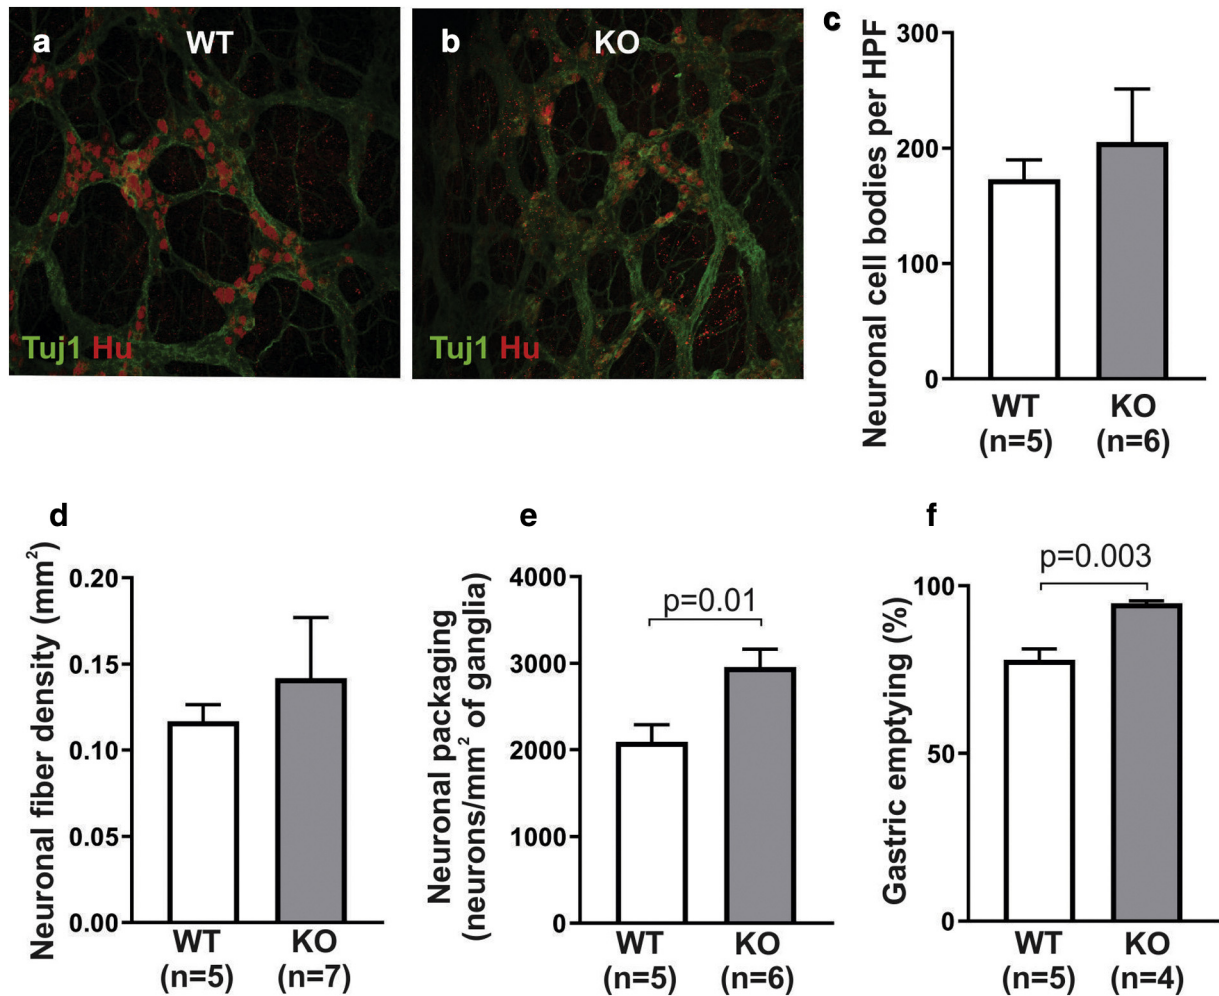 a WT
Tuj1 Hu
b KO
Tuj1 Hu
c
Neuronal cell bodies per HPF
300
200
100
0
WT KO
(n=5) (n=6)
d
Neuronal fiber density (mm²)
0.20
0.15
0.10
0.05
0.00
WT KO
(n=5) (n=7)
e
Neuronal packaging
(neurons/mm² of ganglia)
4000
3000
2000
1000
0
p=0.01
WT KO
(n=5) (n=6)
f
Gastric emptying (%)
100
50
0
p=0.003
WT KO
(n=5) (n=4)